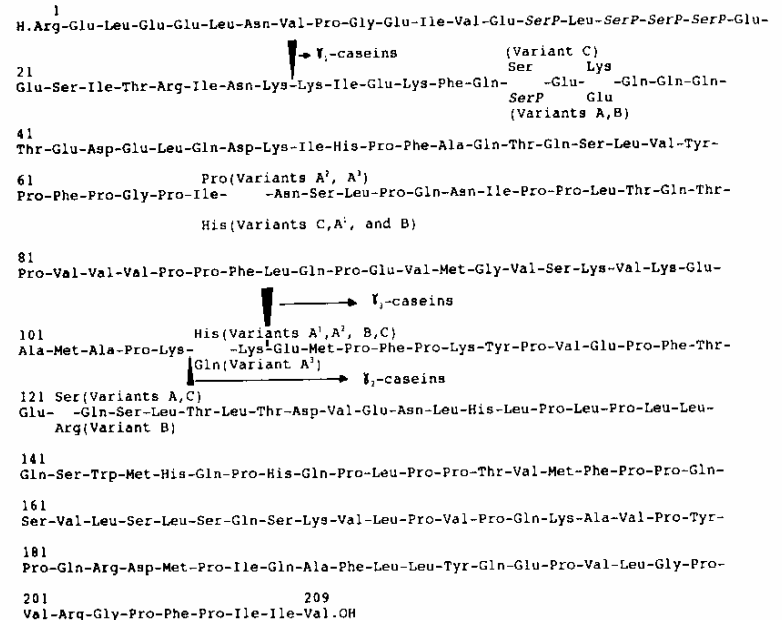 1
H.Arg-Glu-Leu-Glu-Glu-Leu-Asn-Val-Pro-Gly-Glu-Ile-Val-Glu-SerP-Leu-SerP-SerP-SerP-Glu-
γ₁-caseins (Variant C)
21 Ser Lys
Glu-Ser-Ile-Thr-Arg-Ile-Asn-Lys-Lys-Ile-Glu-Lys-Phe-Gln- -Glu- -Gln-Gln-Gln-
SerP Glu
(Variants A,B)
41
Thr-Glu-Asp-Glu-Leu-Gln-Asp-Lys-Ile-His-Pro-Phe-Ala-Gln-Thr-Gln-Ser-Leu-Val-Tyr-
61 Pro(Variants A², A³)
Pro-Phe-Pro-Gly-Pro-Ile- -Asn-Ser-Leu-Pro-Gln-Asn-Ile-Pro-Pro-Leu-Thr-Gln-Thr-
His(Variants C,A¹, and B)
81
Pro-Val-Val-Val-Pro-Pro-Phe-Leu-Gln-Pro-Glu-Val-Met-Gly-Val-Ser-Lys-Val-Lys-Glu-
γ₃-caseins
101 His(Variants A¹,A², B,C)
Ala-Met-Ala-Pro-Lys- -Lys-Glu-Met-Pro-Phe-Pro-Lys-Tyr-Pro-Val-Glu-Pro-Phe-Thr-
Gln(Variant A³)
γ₂-caseins
121 Ser(Variants A,C)
Glu- -Gln-Ser-Leu-Thr-Leu-Thr-Asp-Val-Glu-Asn-Leu-His-Leu-Pro-Leu-Pro-Leu-Leu-
Arg(Variant B)
141
Gln-Ser-Trp-Met-His-Gln-Pro-His-Gln-Pro-Leu-Pro-Pro-Thr-Val-Met-Phe-Pro-Pro-Gln-
161
Ser-Val-Leu-Ser-Leu-Ser-Gln-Ser-Lys-Val-Leu-Pro-Val-Pro-Gln-Lys-Ala-Val-Pro-Tyr-
181
Pro-Gln-Arg-Asp-Met-Pro-Ile-Gln-Ala-Phe-Leu-Leu-Tyr-Gln-Glu-Pro-Val-Leu-Gly-Pro-
201 209
Val-Arg-Gly-Pro-Phe-Pro-Ile-Ile-Val.OH